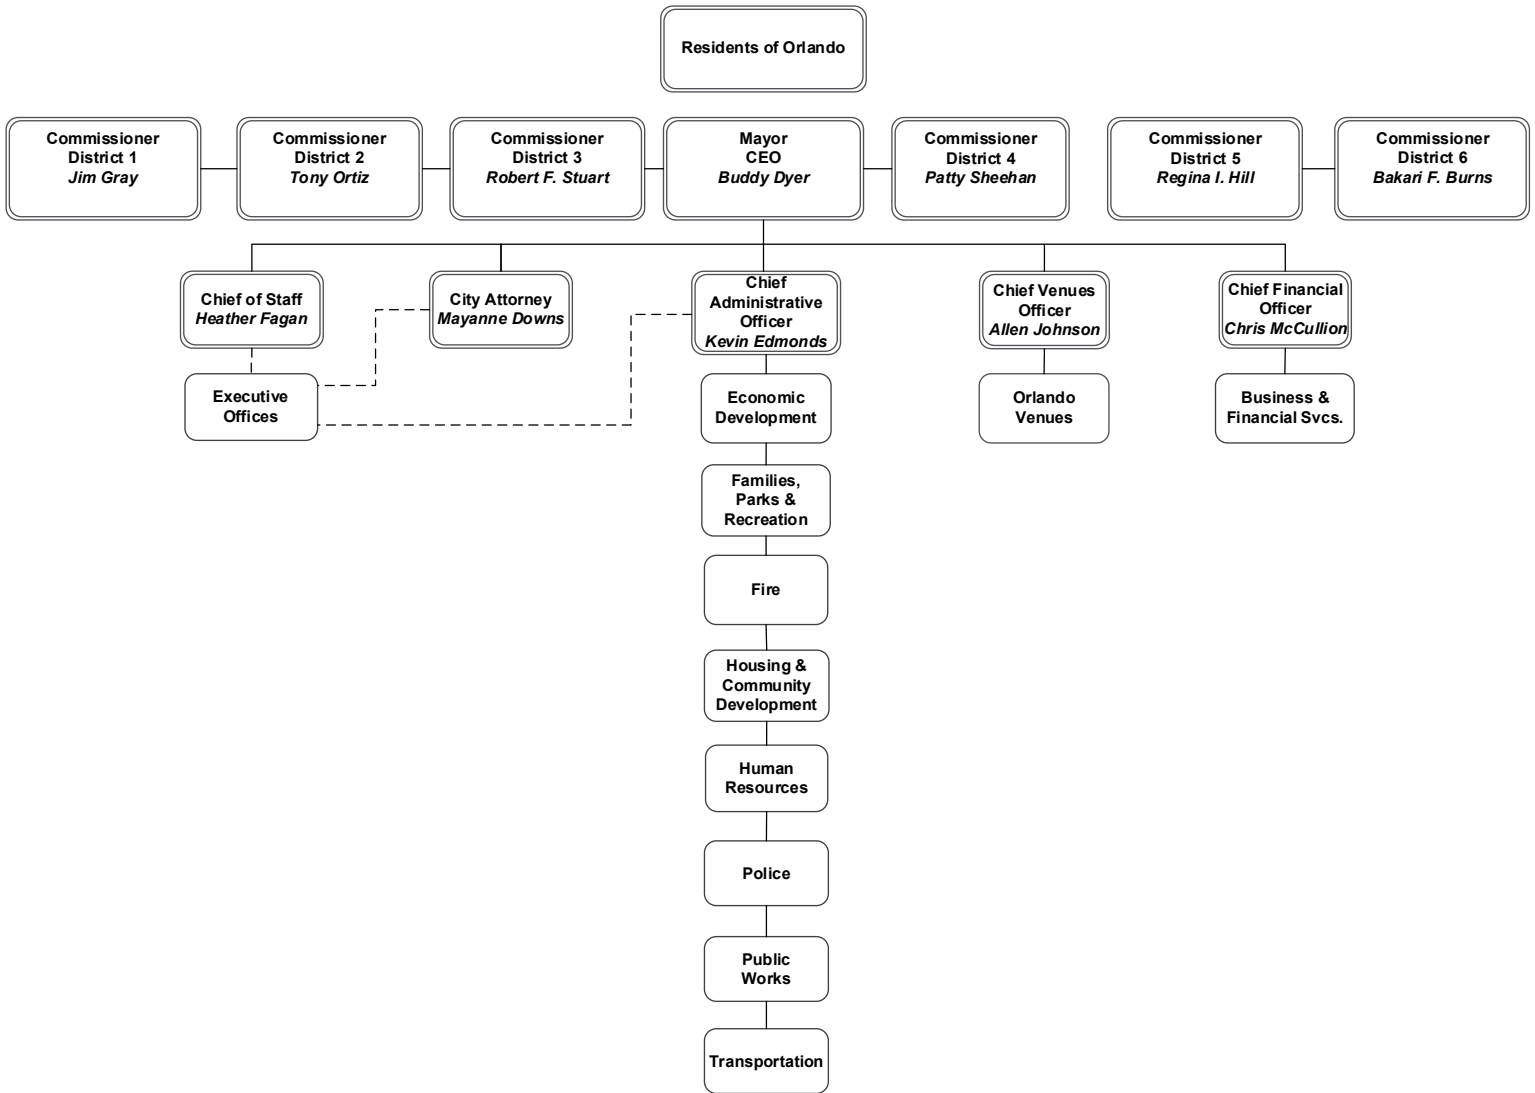 Residents of Orlando
Commissioner
District 1
Jim Gray
Commissioner
District 2
Tony Ortiz
Commissioner
District 3
Robert F. Stuart
Mayor
CEO
Buddy Dyer
Commissioner
District 4
Patty Sheehan
Commissioner
District 5
Regina I. Hill
Commissioner
District 6
Bakari F. Burns
Chief of Staff
Heather Fagan
City Attorney
Mayanne Downs
Chief
Administrative
Officer
Kevin Edmonds
Chief Venues
Officer
Allen Johnson
Chief Financial
Officer
Chris McCullion
Executive
Offices
Economic
Development
Orlando
Venues
Business &
Financial Svcs.
Families,
Parks &
Recreation
Fire
Housing &
Community
Development
Human
Resources
Police
Public
Works
Transportation